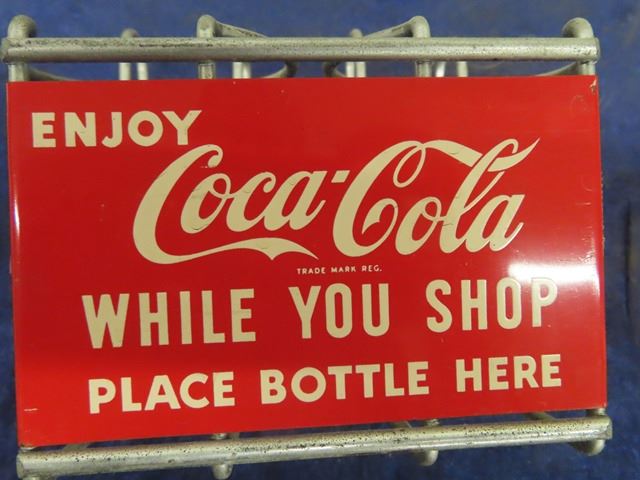 ENJOY
Coca-Cola
TRADE MARK REG.
WHILE YOU SHOP
PLACE BOTTLE HERE